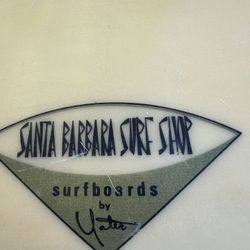 SANTA BARBARA SURF SHOP
surfboards
by
Yater